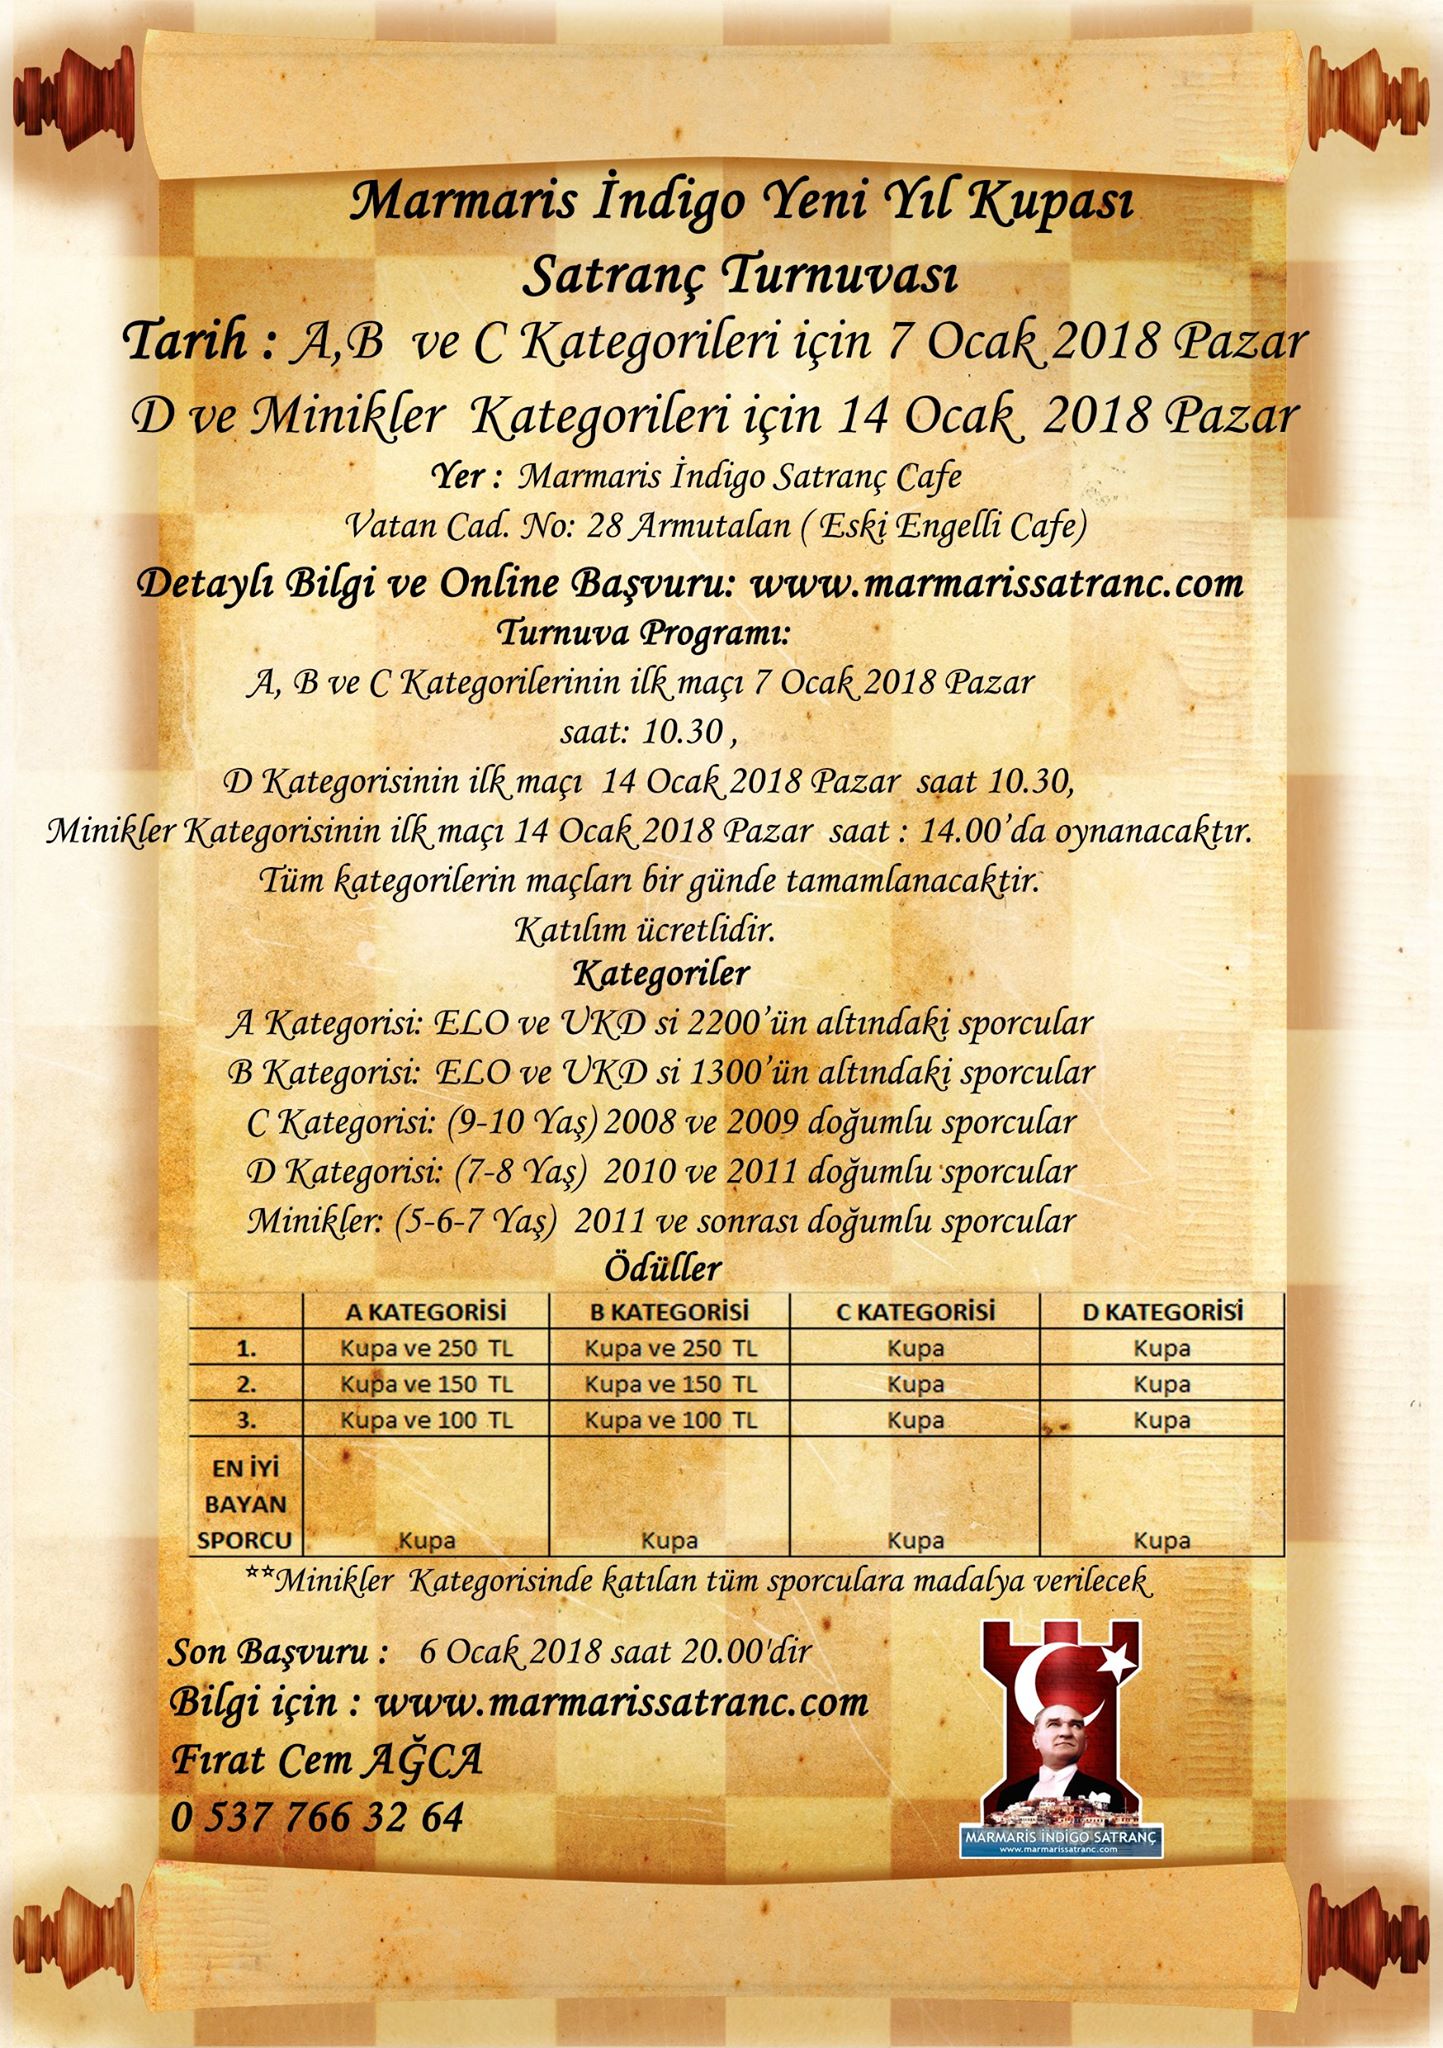 Marmaris İndigo Yeni Yıl Kupası
Satranç Turnuvası
Tarih : A,B ve C Kategorileri için 7 Ocak 2018 Pazar
D ve Minikler Kategorileri için 14 Ocak 2018 Pazar
Yer : Marmaris İndigo Satranç Cafe
Vatan Cad. No: 28 Armutalan ( Eski Engelli Cafe)
Detaylı Bilgi ve Online Başvuru: www.marmarissatranc.com
Turnuva Programı:
A, B ve C Kategorilerinin ilk maçı 7 Ocak 2018 Pazar
saat: 10.30 ,
D Kategorisinin ilk maçı 14 Ocak 2018 Pazar saat 10.30,
Minikler Kategorisinin ilk maçı 14 Ocak 2018 Pazar saat : 14.00’da oynanacaktır.
Tüm kategorilerin maçları bir günde tamamlanacaktir.
Katılım ücretlidir.
Kategoriler
A Kategorisi: ELO ve UKD si 2200’ün altındaki sporcular
B Kategorisi: ELO ve UKD si 1300’ün altındaki sporcular
C Kategorisi: (9-10 Yaş) 2008 ve 2009 doğumlu sporcular
D Kategorisi: (7-8 Yaş) 2010 ve 2011 doğumlu sporcular
Minikler: (5-6-7 Yaş) 2011 ve sonrası doğumlu sporcular
Ödüller
A KATEGORİSİ B KATEGORİSİ C KATEGORİSİ D KATEGORİSİ
1. Kupa ve 250 TL Kupa ve 250 TL Kupa Kupa
2. Kupa ve 150 TL Kupa ve 150 TL Kupa Kupa
3. Kupa ve 100 TL Kupa ve 100 TL Kupa Kupa
EN İYİ
BAYAN
SPORCU Kupa Kupa Kupa Kupa
**Minikler Kategorisinde katılan tüm sporculara madalya verilecek
Son Başvuru : 6 Ocak 2018 saat 20.00'dir
Bilgi için : www.marmarissatranc.com
Fırat Cem AĞCA
0 537 766 32 64
MARMARİS İNDİGO SATRANÇ
www.marmarissatranc.com